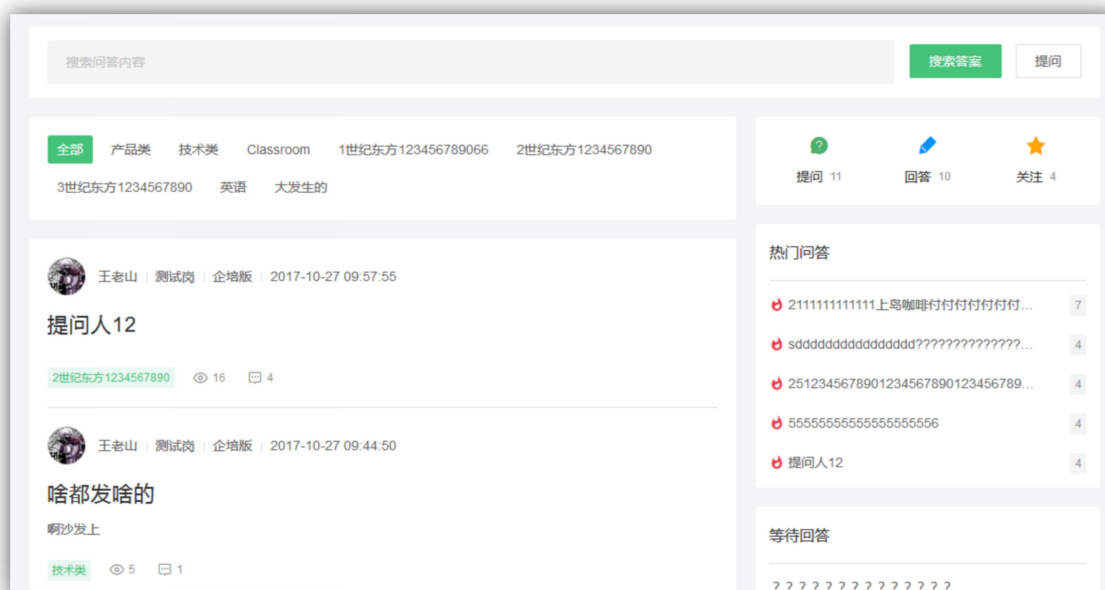 搜索问答内容
搜索答案
提问
全部 产品类 技术类 Classroom 1世纪东方123456789066 2世纪东方1234567890
3世纪东方1234567890 英语 大发生的
王老山 测试岗 企培版 2017-10-27 09:57:55
提问人12
2世纪东方1234567890 16 4
王老山 测试岗 企培版 2017-10-27 09:44:50
啥都发啥的
啊沙发上
技术类 5 1
提问 11 回答 10 关注 4
热门问答
2111111111111上岛咖啡付付付付付付付... 7
sddddddddddddddddd??????????????... 4
2512345678901234567890123456789... 4
55555555555555555556 4
提问人12 4
等待回答
? ? ? ? ? ? ? ? ? ? ? ? ? ?